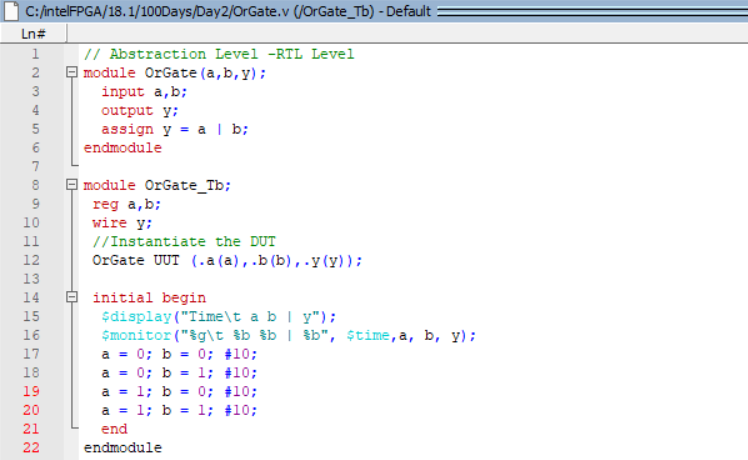 C:/intelFPGA/18.1/100Days/Day2/OrGate.v (/OrGate_Tb) - Default
Ln#
1 // Abstraction Level -RTL Level
2 module OrGate(a,b,y);
3 input a,b;
4 output y;
5 assign y = a | b;
6 endmodule
7
8 module OrGate_Tb;
9 reg a,b;
10 wire y;
11 //Instantiate the DUT
12 OrGate UUT (.a(a),.b(b),.y(y));
13
14 initial begin
15 $display("Time\t a b | y");
16 $monitor("%g\t %b %b | %b", $time,a, b, y);
17 a = 0; b = 0; #10;
18 a = 0; b = 1; #10;
19 a = 1; b = 0; #10;
20 a = 1; b = 1; #10;
21 end
22 endmodule